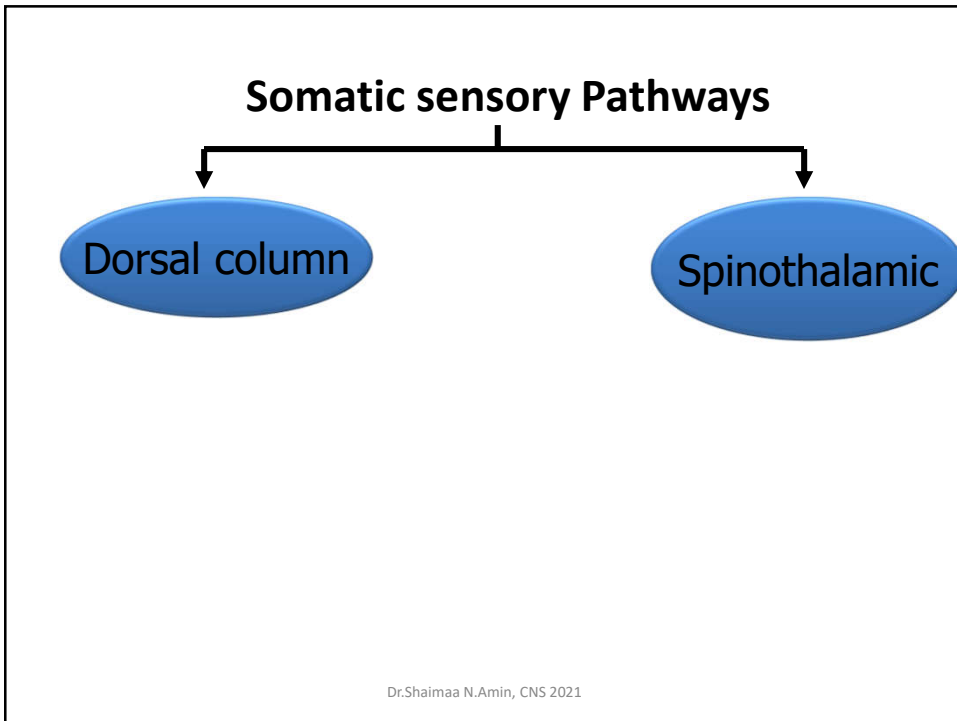 Somatic sensory Pathways
Dorsal column
Spinothalamic
Dr.Shaimaa N.Amin, CNS 2021